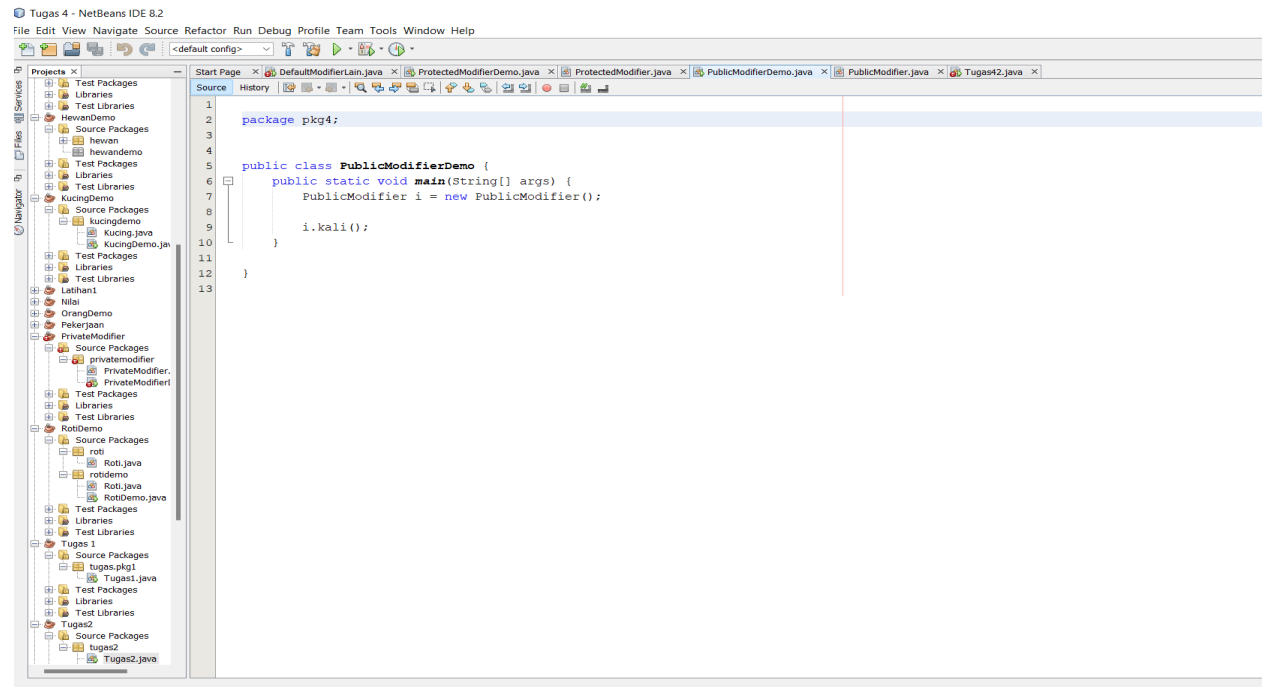 Tugas 4 - NetBeans IDE 8.2
File Edit View Navigate Source Refactor Run Debug Profile Team Tools Window Help
<default config>
Projects
Services
Files
Navigator
Test Packages
Libraries
Test Libraries
HewanDemo
Source Packages
hewan
hewandemo
Test Packages
Libraries
Test Libraries
KucingDemo
Source Packages
kucingdemo
Kucing.java
KucingDemo.jav
Test Packages
Libraries
Test Libraries
Latihan1
Nilai
OrangDemo
Pekerjaan
PrivateModifier
Source Packages
privatemodifier
PrivateModifier.
PrivateModifierI
Test Packages
Libraries
Test Libraries
RotiDemo
Source Packages
roti
Roti.java
rotidemo
Roti.java
RotiDemo.java
Test Packages
Libraries
Test Libraries
Tugas 1
Source Packages
tugas.pkg1
Tugas1.java
Test Packages
Libraries
Test Libraries
Tugas2
Source Packages
tugas2
Tugas2.java
Start Page DefaultModifierLain.java ProtectedModifierDemo.java ProtectedModifier.java PublicModifierDemo.java PublicModifier.java Tugas42.java
Source History
1
2 package pkg4;
3
4
5 public class PublicModifierDemo {
6 public static void main(String[] args) {
7 PublicModifier i = new PublicModifier();
8
9 i.kali();
10 }
11
12 }
13